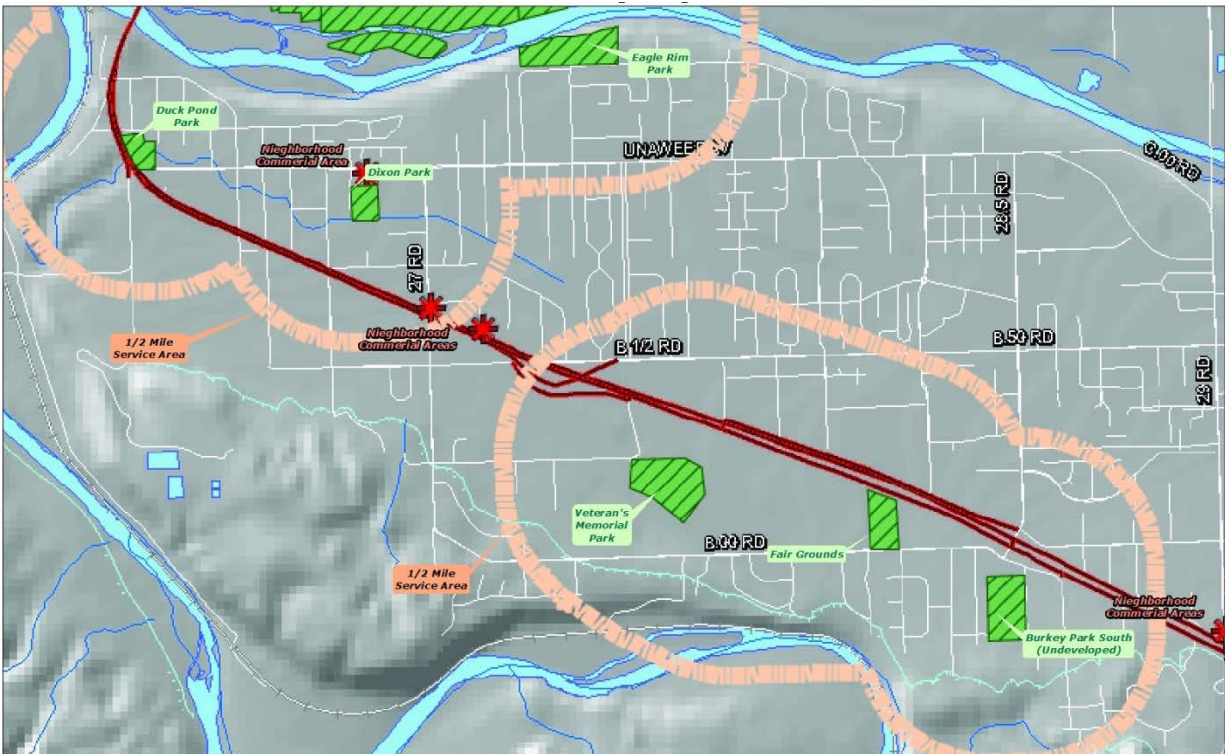 Eagle Rim
Park
Duck Pond
Park
Nieghborhood
Commerial Area
UNAWEEP AV
C.00 RD
Dixon Park
28.5 RD
27 RD
1/2 Mile
Service Area
Nieghborhood
Commerial Areas
B 1/2 RD
B.50 RD
29 RD
Veteran's
Memorial
Park
B.00 RD
Fair Grounds
1/2 Mile
Service Area
Nieghborhood
Commerial Areas
Burkey Park South
(Undeveloped)